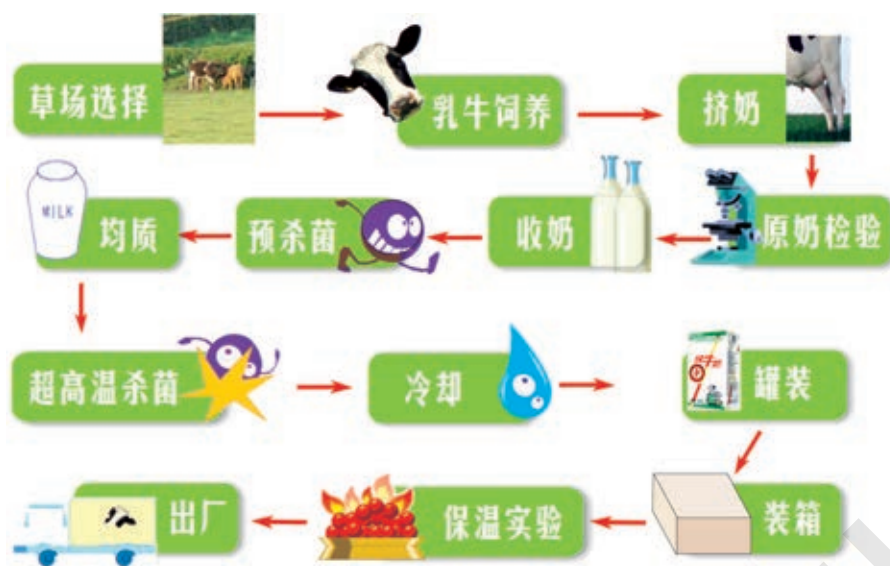 草场选择
乳牛饲养
挤奶
原奶检验
收奶
预杀菌
均质
MILK
超高温杀菌
冷却
罐装
装箱
保温实验
出厂